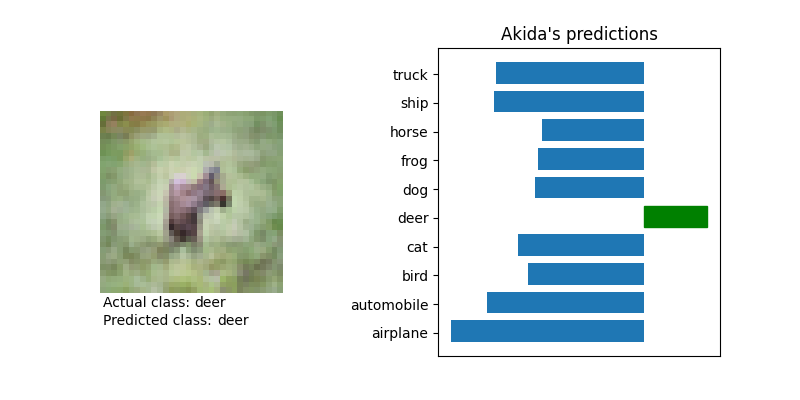 Akida's predictions
truck
ship
horse
frog
dog
deer
cat
bird
automobile
airplane
Actual class: deer
Predicted class: deer